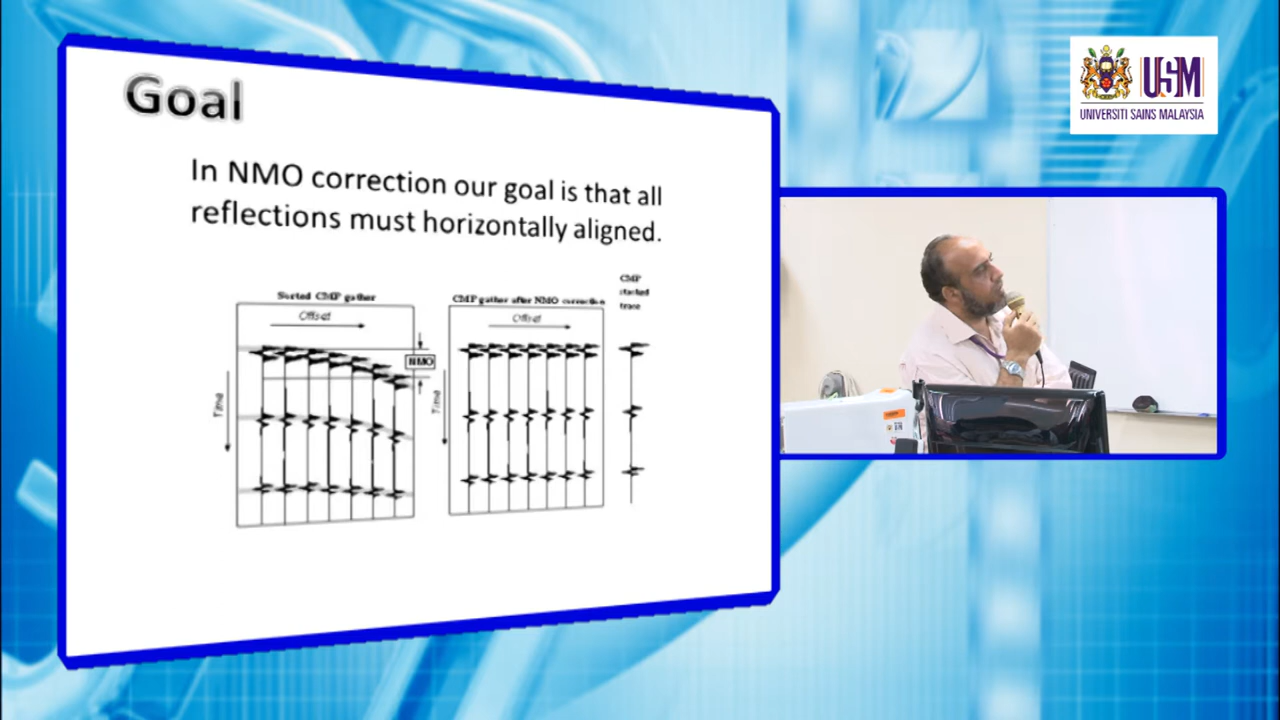 Goal
In NMO correction our goal is that all
reflections must horizontally aligned.
Sorted CMP gather
Offset
NMO
Time
CMP gather after NMO correction
Offset
Time
CMP
stacked
trace
USM
UNIVERSITI SAINS MALAYSIA